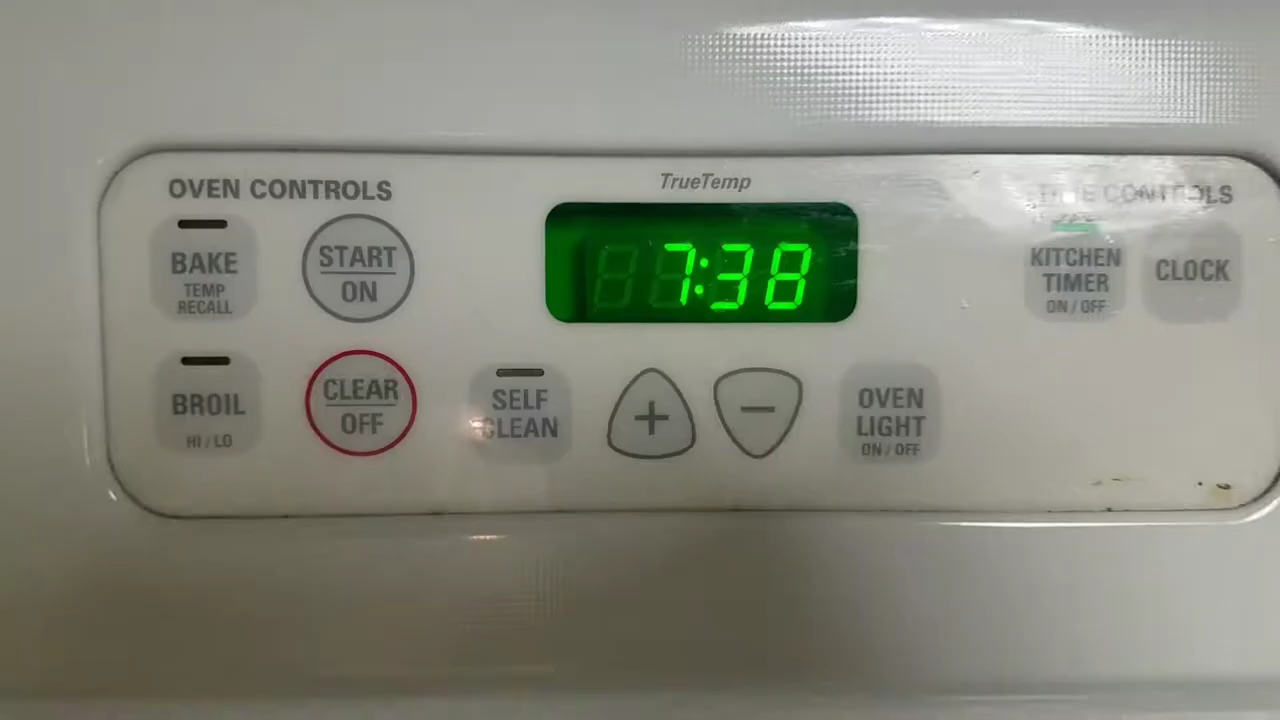 OVEN CONTROLS
TrueTemp
TIME CONTROLS
BAKE
TEMP
RECALL
START
ON
7:38
KITCHEN
TIMER
ON / OFF
CLOCK
BROIL
HI / LO
CLEAR
OFF
SELF
CLEAN
+
−
OVEN
LIGHT
ON / OFF